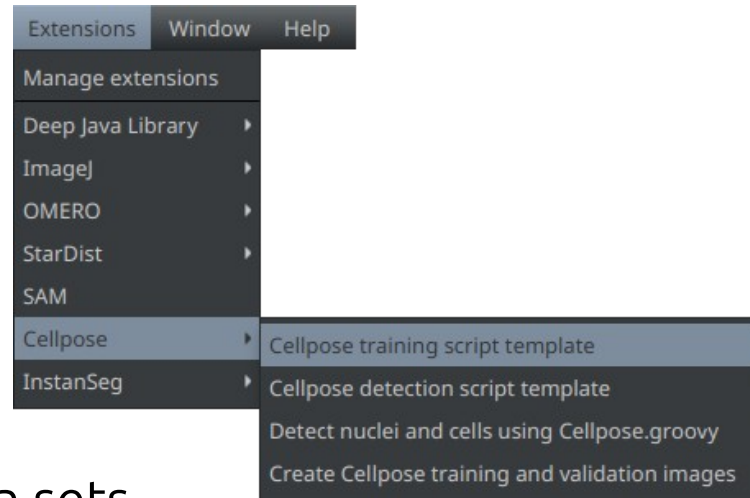 Extensions Window Help
Manage extensions
Deep Java Library
ImageJ
OMERO
StarDist
SAM
Cellpose
InstanSeg
Cellpose training script template
Cellpose detection script template
Detect nuclei and cells using Cellpose.groovy
Create Cellpose training and validation images
sets